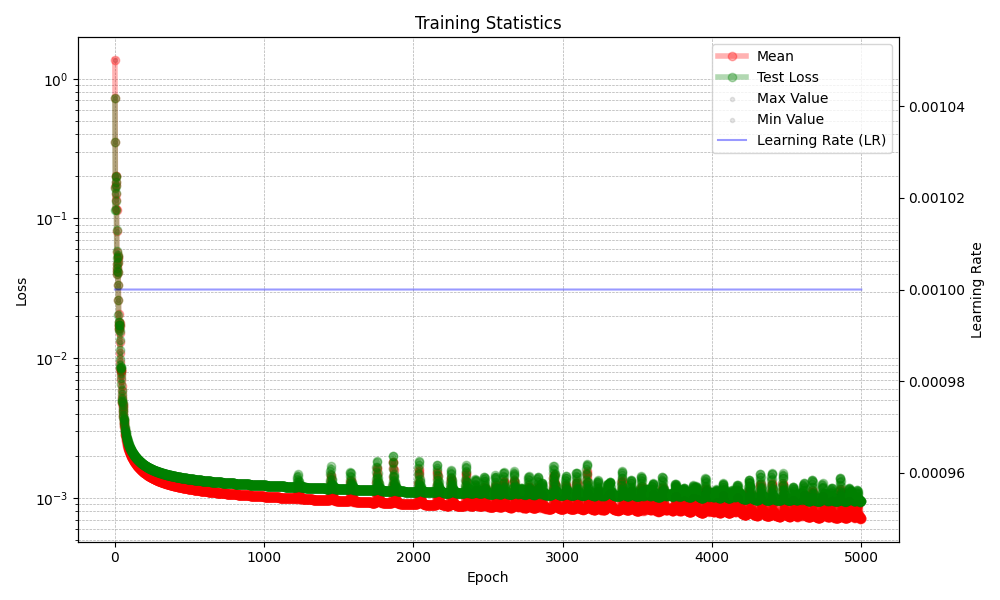 Training Statistics
Mean
Test Loss
Max Value
Min Value
Learning Rate (LR)
Loss
10⁰
10⁻¹
10⁻²
10⁻³
0.00104
0.00102
0.00100
0.00098
0.00096
Learning Rate
0
1000
2000
3000
4000
5000
Epoch